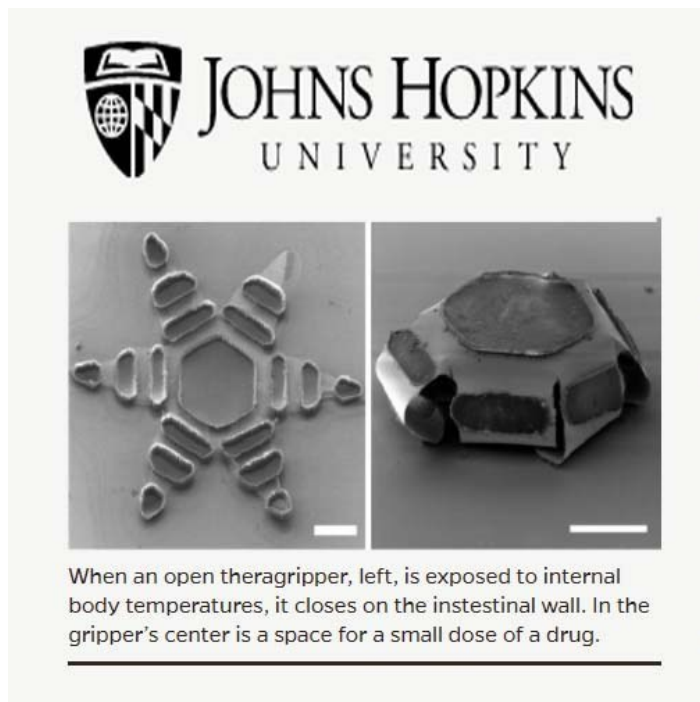 JOHNS HOPKINS
UNIVERSITY
When an open theragripper, left, is exposed to internal
body temperatures, it closes on the instestinal wall. In the
gripper's center is a space for a small dose of a drug.